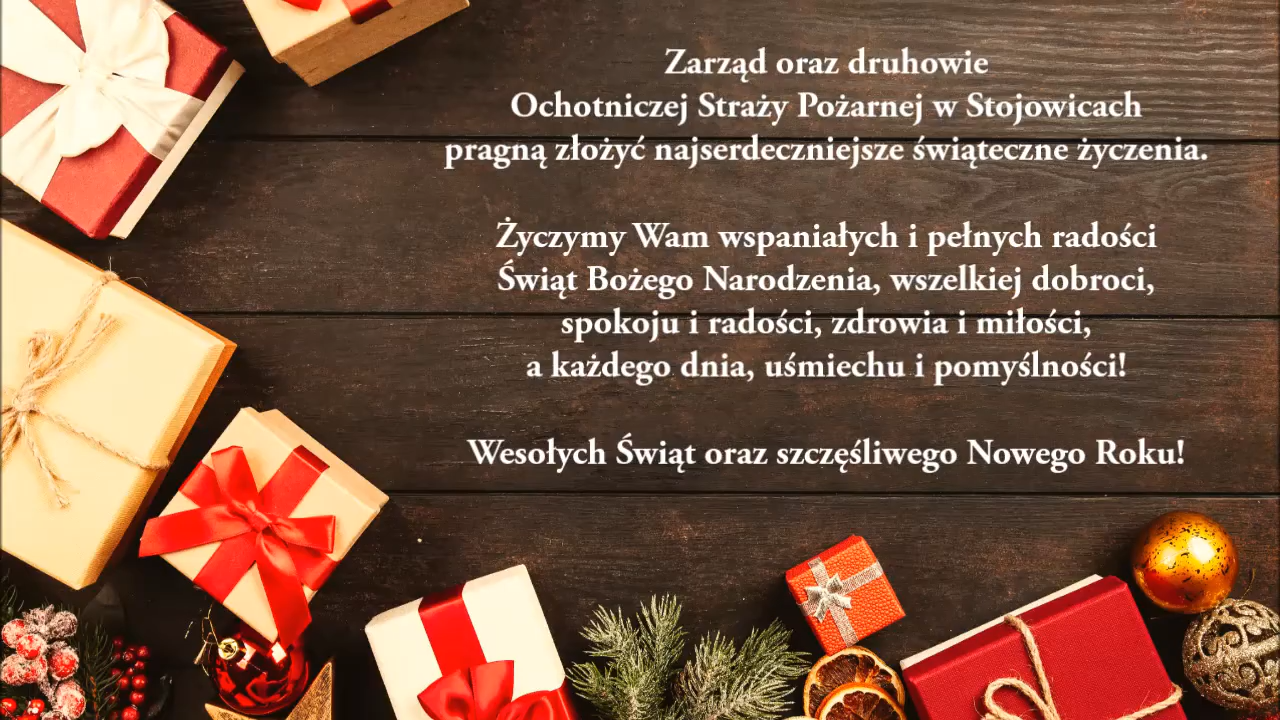 Zarząd oraz druhowie
Ochotniczej Straży Pożarnej w Stojowicach
pragną złożyć najserdeczniejsze świąteczne życzenia.
Życzymy Wam wspaniałych i pełnych radości
Świąt Bożego Narodzenia, wszelkiej dobroci,
spokoju i radości, zdrowia i miłości,
a każdego dnia, uśmiechu i pomyślności!
Wesołych Świąt oraz szczęśliwego Nowego Roku!